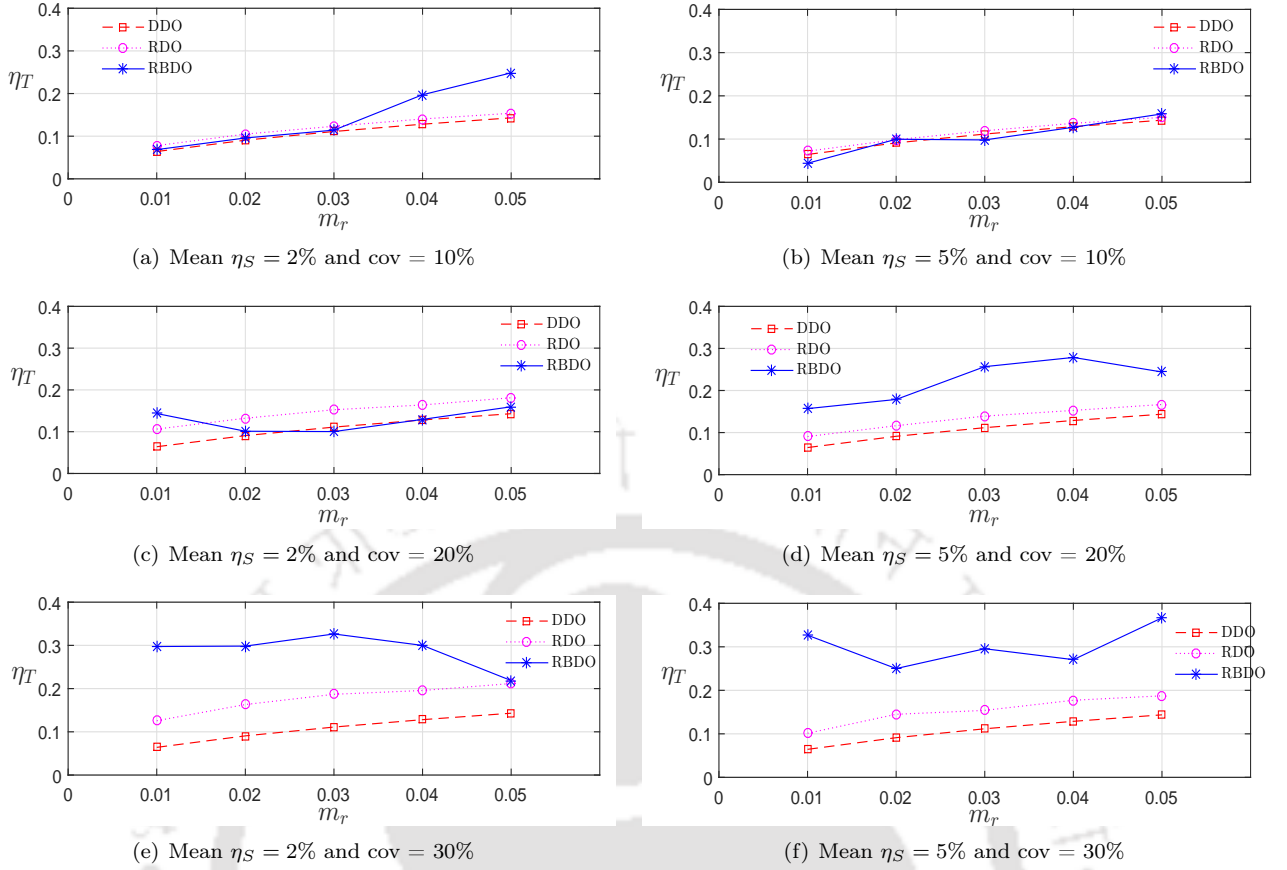 0.4
DDO
RDO
0.3
RBDO
η_T
0.2
0.1
0
0 0.01 0.02 0.03 0.04 0.05
m_r
(a) Mean η_S = 2% and cov = 10%
0.4
DDO
RDO
0.3
RBDO
η_T
0.2
0.1
0
0 0.01 0.02 0.03 0.04 0.05
m_r
(b) Mean η_S = 5% and cov = 10%
0.4
DDO
RDO
0.3
RBDO
η_T
0.2
0.1
0
0 0.01 0.02 0.03 0.04 0.05
m_r
(c) Mean η_S = 2% and cov = 20%
0.4
DDO
RDO
0.3
RBDO
η_T
0.2
0.1
0
0 0.01 0.02 0.03 0.04 0.05
m_r
(d) Mean η_S = 5% and cov = 20%
0.4
DDO
RDO
0.3
RBDO
η_T
0.2
0.1
0
0 0.01 0.02 0.03 0.04 0.05
m_r
(e) Mean η_S = 2% and cov = 30%
0.4
DDO
RDO
0.3
RBDO
η_T
0.2
0.1
0
0 0.01 0.02 0.03 0.04 0.05
m_r
(f) Mean η_S = 5% and cov = 30%